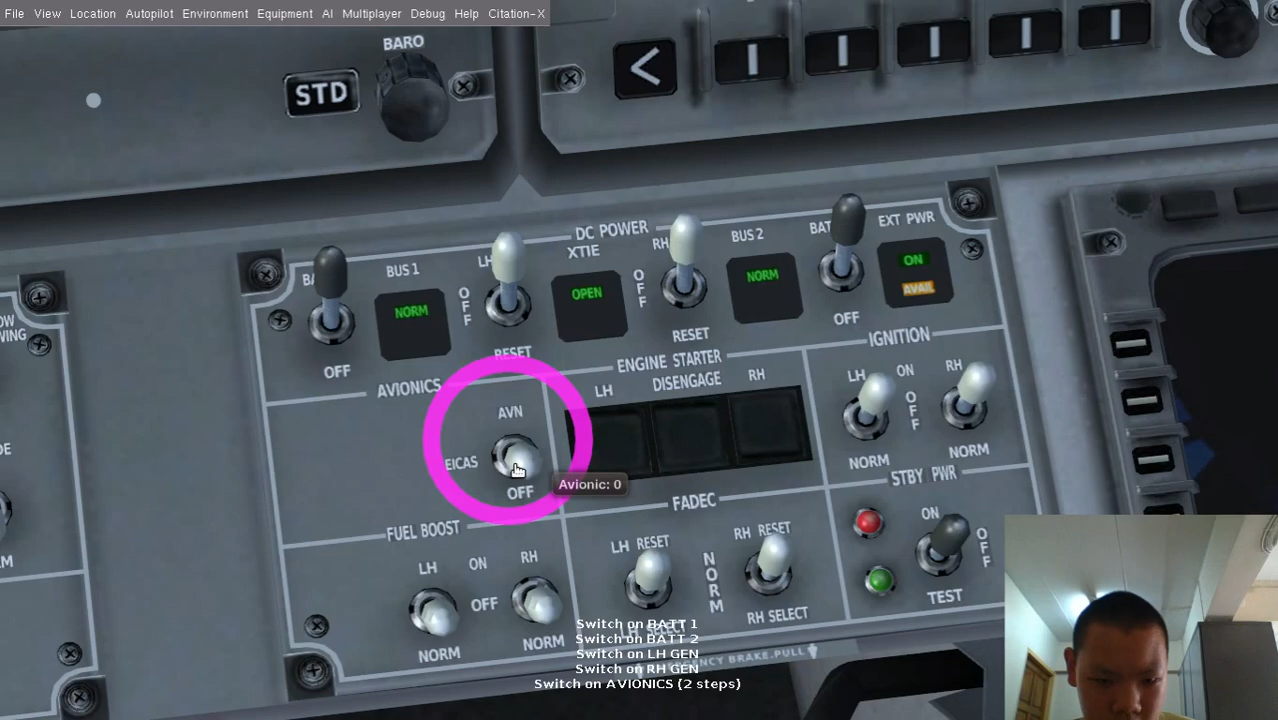 File View Location Autopilot Environment Equipment AI Multiplayer Debug Help Citation-X
BARO
STD
<
DC POWER
BUS 1
XTIE
BUS 2
EXT PWR
NORM
OFF
OPEN
OFF
NORM
ON
AVAIL
OFF
RESET
RESET
OFF
AVIONICS
ENGINE STARTER
IGNITION
AVN
LH
DISENGAGE
RH
LH
ON
RH
OFF
EICAS
OFF
NORM
NORM
Avionic: 0
FUEL BOOST
FADEC
STBY PWR
LH
ON
RH
LH RESET
RH RESET
ON
OFF
NORM
OFF
NORM
NORM
RH SELECT
TEST
Switch on BATT 1
Switch on BATT 2
Switch on LH GEN
Switch on RH GEN
Switch on AVIONICS (2 steps)
BRAKE.PULL